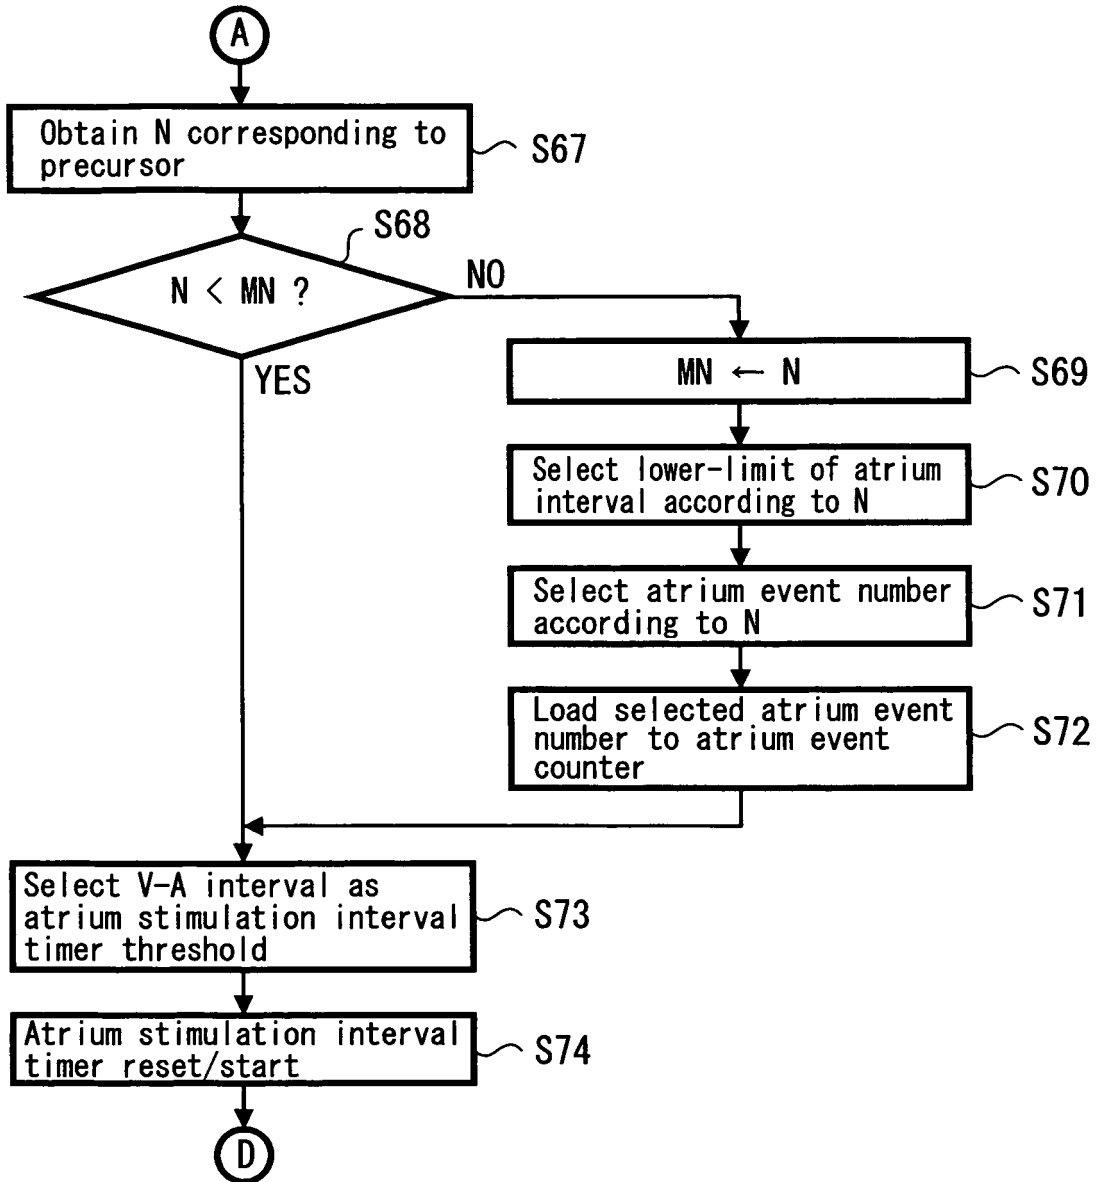 A
Obtain N corresponding to
precursor
S67
S68
N < MN ?
NO
YES
MN ← N
S69
Select lower-limit of atrium
interval according to N
S70
Select atrium event number
according to N
S71
Load selected atrium event
number to atrium event
counter
S72
Select V-A interval as
atrium stimulation interval
timer threshold
S73
Atrium stimulation interval
timer reset/start
S74
D